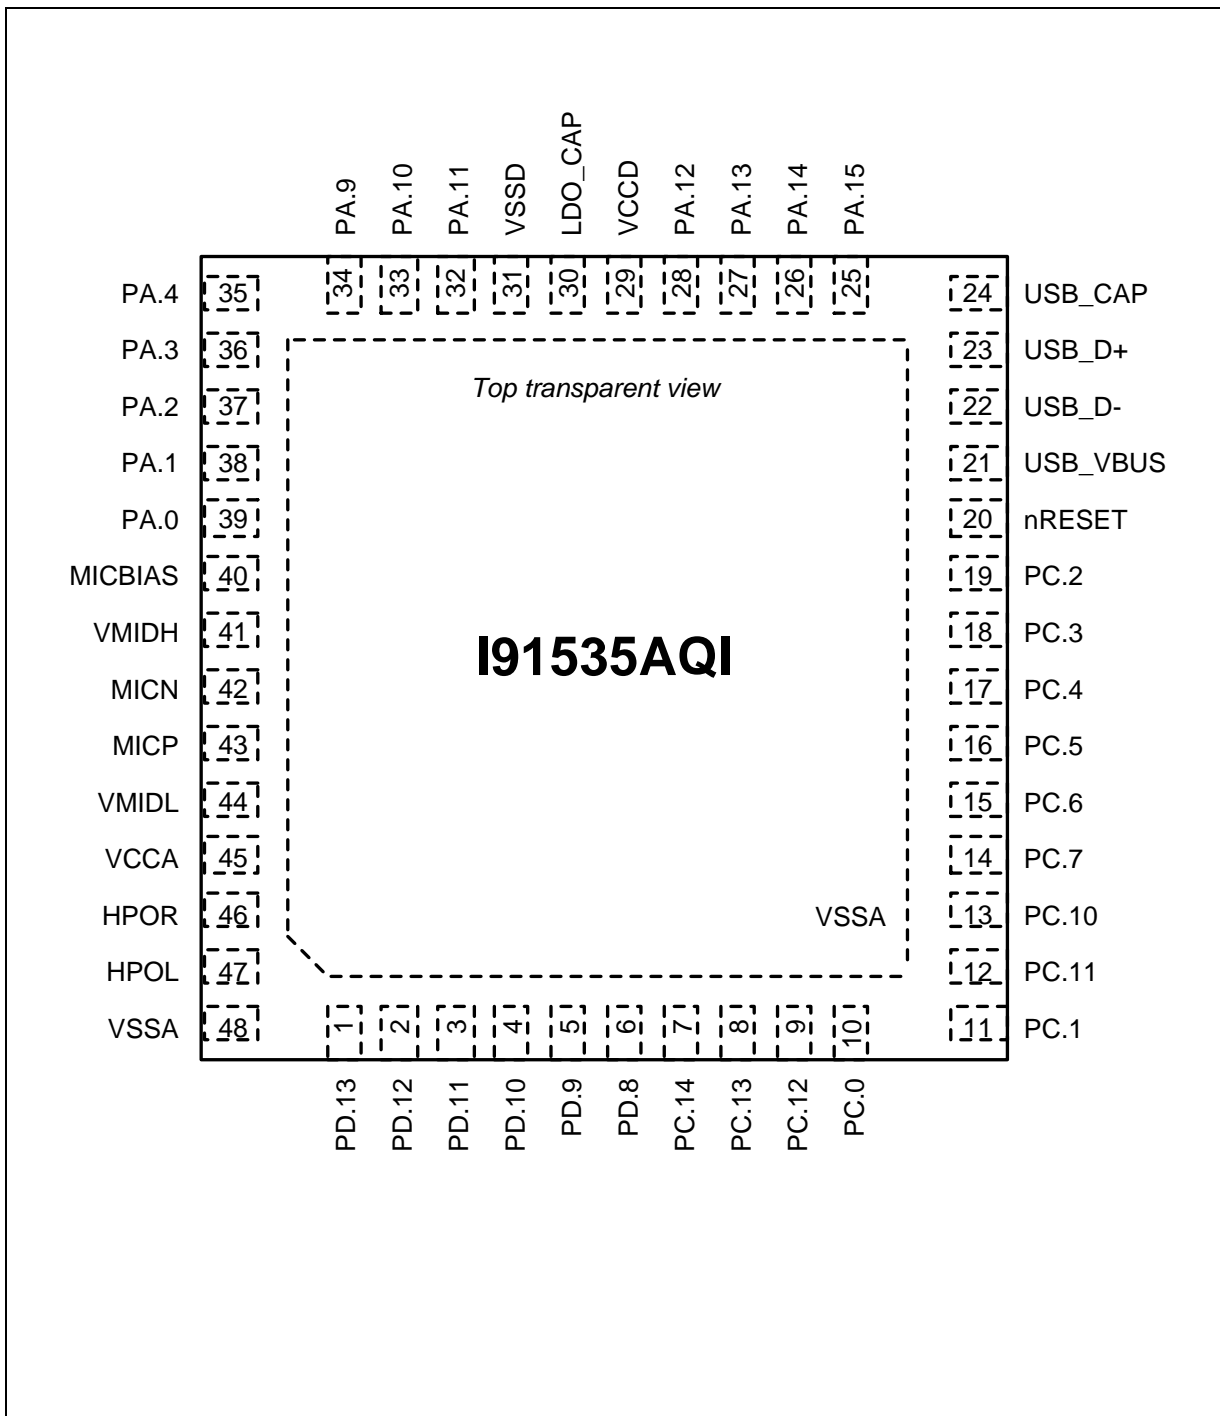 PA.9 PA.10 PA.11 VSSD LDO_CAP VCCD PA.12 PA.13 PA.14 PA.15
34 33 32 31 30 29 28 27 26 25
PA.4 35 24 USB_CAP
PA.3 36 23 USB_D+
Top transparent view
PA.2 37 22 USB_D-
PA.1 38 21 USB_VBUS
PA.0 39 20 nRESET
MICBIAS 40 19 PC.2
VMIDH 41 18 PC.3
I91535AQI
MICN 42 17 PC.4
MICP 43 16 PC.5
VMIDL 44 15 PC.6
VCCA 45 14 PC.7
HPOR 46 VSSA 13 PC.10
HPOL 47 12 PC.11
VSSA 48 11 PC.1
1 2 3 4 5 6 7 8 9 10
PD.13 PD.12 PD.11 PD.10 PD.9 PD.8 PC.14 PC.13 PC.12 PC.0